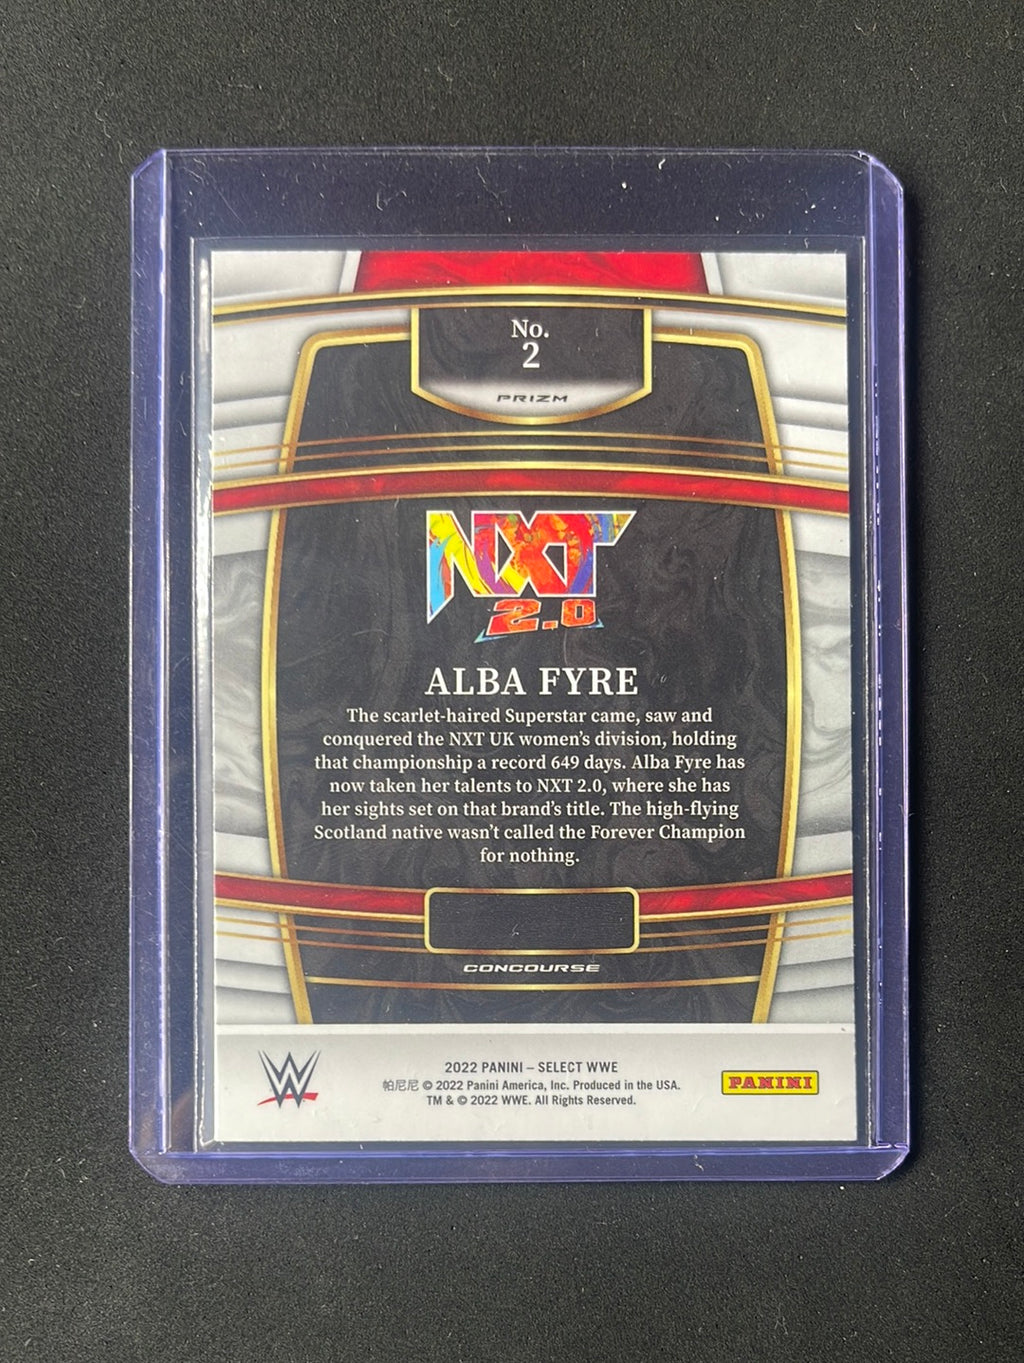 No.
2
PRIZM
NXT
2.0
ALBA FYRE
The scarlet-haired Superstar came, saw and
conquered the NXT UK women's division, holding
that championship a record 649 days. Alba Fyre has
now taken her talents to NXT 2.0, where she has
her sights set on that brand's title. The high-flying
Scotland native wasn't called the Forever Champion
for nothing.
CONCOURSE
W
2022 PANINI – SELECT WWE
帕尼尼 © 2022 Panini America, Inc. Produced in the USA.
TM & © 2022 WWE. All Rights Reserved.
PANINI